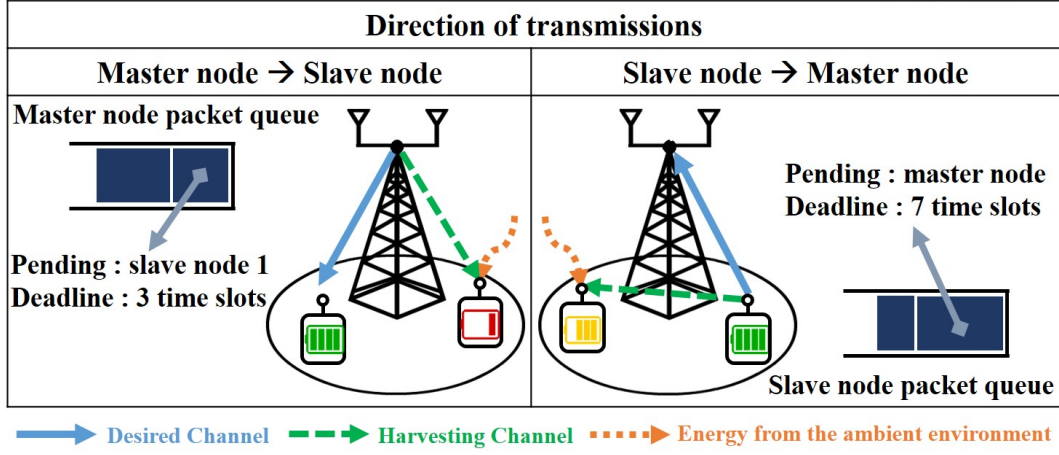 Direction of transmissions
Master node → Slave node
Slave node → Master node
Master node packet queue
Pending : slave node 1
Deadline : 3 time slots
Pending : master node
Deadline : 7 time slots
Slave node packet queue
Desired Channel
Harvesting Channel
Energy from the ambient environment